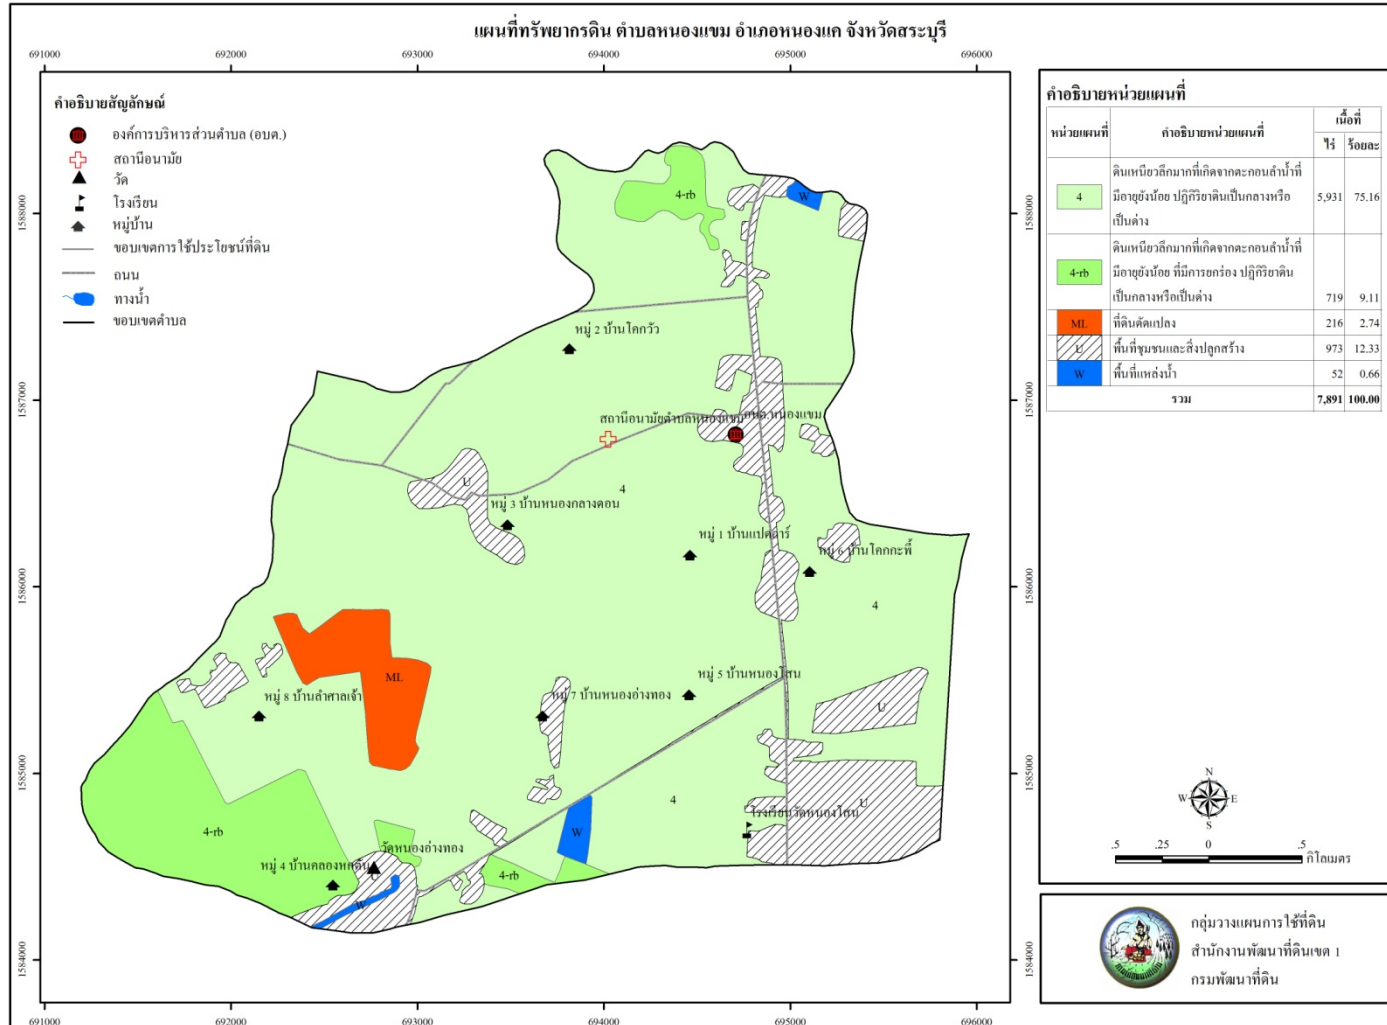 แผนที่ทรัพยากรดิน ตำบลหนองแขม อำเภอหนองแค จังหวัดสระบุรี
691000 692000 693000 694000 695000 696000
คำอธิบายสัญลักษณ์
องค์การบริหารส่วนตำบล (อบต.)
สถานีอนามัย
วัด
โรงเรียน
หมู่บ้าน
ขอบเขตการใช้ประโยชน์ที่ดิน
ถนน
ทางน้ำ
ขอบเขตตำบล
1588000
1587000
1586000
1585000
1584000
4-rb
W
หมู่ 2 บ้านโคกวัว
สถานีอนามัยตำบลหนองแขม
อบต.หนองแขม
U
4
หมู่ 3 บ้านหนองกลางดอน
หมู่ 1 บ้านแปดอาร์
หมู่ 6 บ้านโคกกะพี้
4
ML
หมู่ 8 บ้านลำศาลเจ้า
หมู่ 7 บ้านหนองอ่างทอง
หมู่ 5 บ้านหนองโสน
U
4
U
4-rb
W
โรงเรียนวัดหนองโสน
วัดหนองอ่างทอง
4-rb
W
1588000
1587000
1586000
1585000
1584000
691000 692000 693000 694000 695000 696000
คำอธิบายหน่วยแผนที่
หน่วยแผนที่ คำอธิบายหน่วยแผนที่ เนื้อที่
ไร่ ร้อยละ
ดินเหนียวลึกมากที่เกิดจากตะกอนลำน้ำที่
4 มีอายุยังน้อย ปฏิกิริยาดินเป็นกลางหรือ 5,931 75.16
เป็นด่าง
ดินเหนียวลึกมากที่เกิดจากตะกอนลำน้ำที่
4-rb มีอายุยังน้อย ที่มีการยกร่อง ปฏิกิริยาดิน
เป็นกลางหรือเป็นด่าง 719 9.11
ML ที่ดินดัดแปลง 216 2.74
U พื้นที่ชุมชนและสิ่งปลูกสร้าง 973 12.33
W พื้นที่แหล่งน้ำ 52 0.66
รวม 7,891 100.00
N
W E
S
.5 .25 0 .5
กิโลเมตร
กลุ่มวางแผนการใช้ที่ดิน
สำนักงานพัฒนาที่ดินเขต 1
กรมพัฒนาที่ดิน